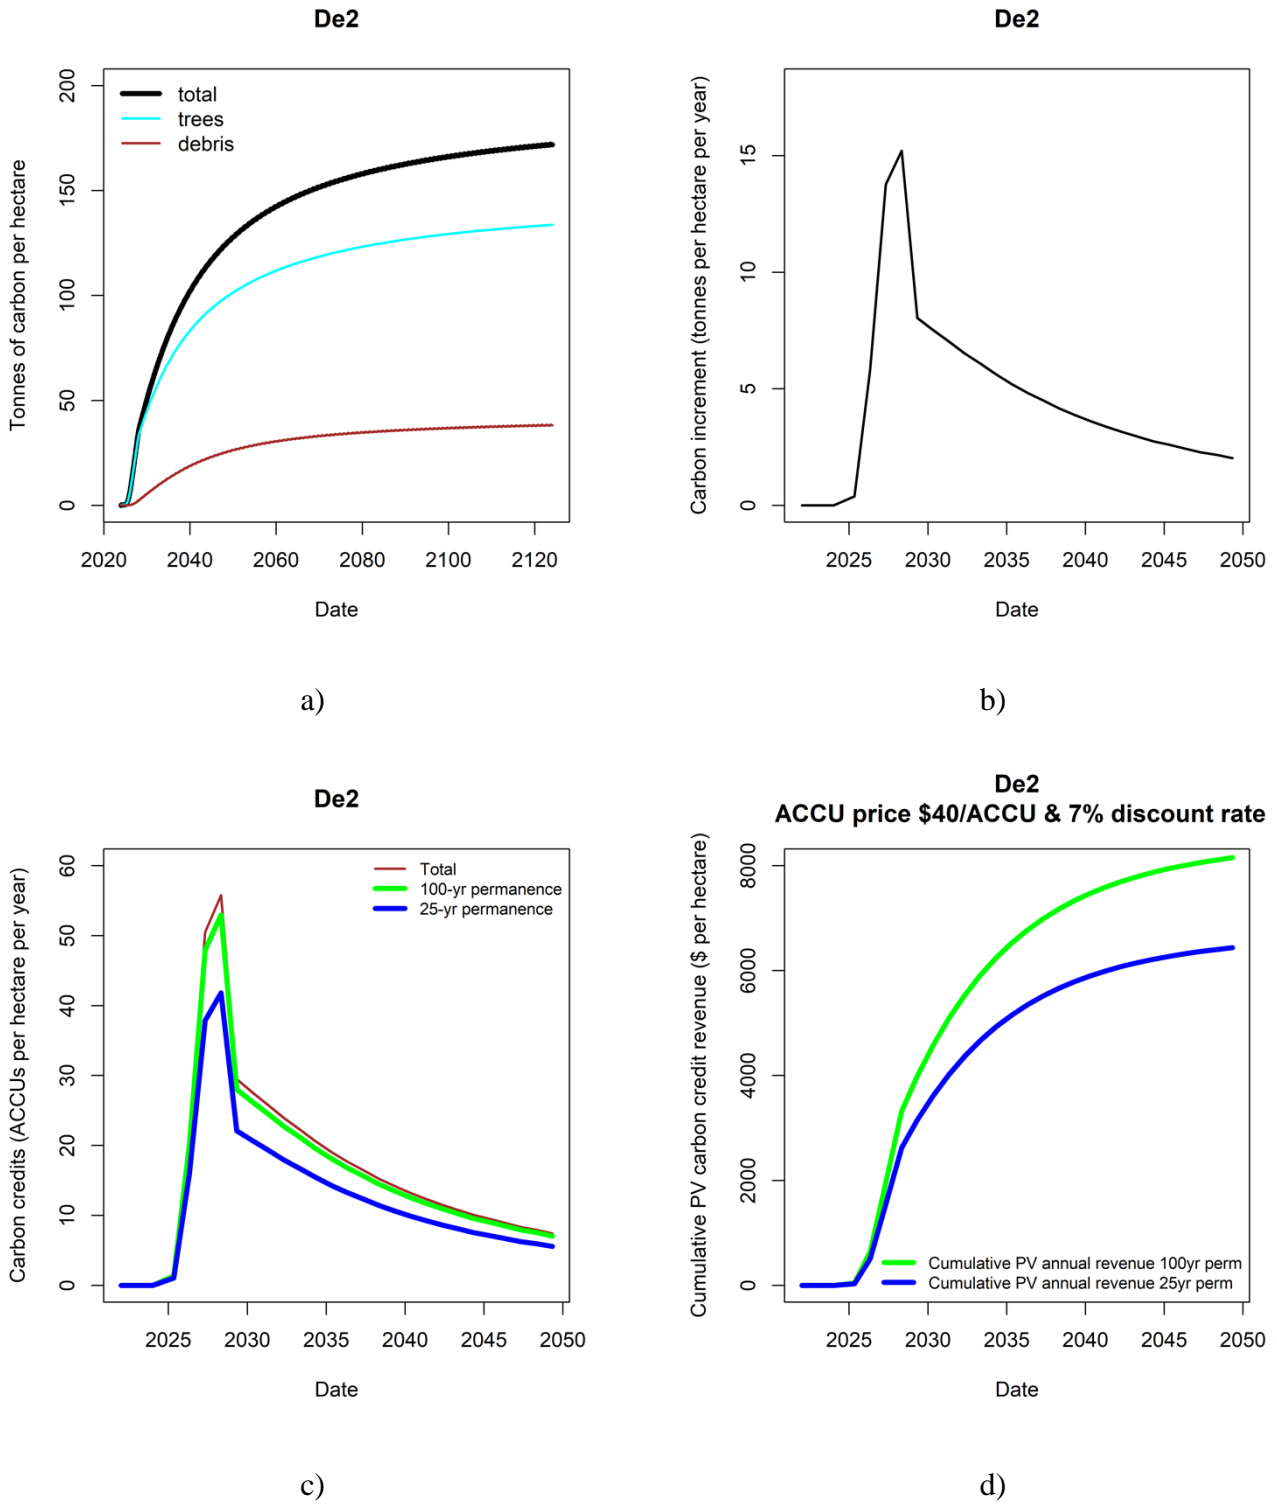 De2
Tonnes of carbon per hectare
200
150
100
50
0
total
trees
debris
2020 2040 2060 2080 2100 2120
Date
a)
De2
Carbon increment (tonnes per hectare per year)
15
10
5
0
2025 2030 2035 2040 2045 2050
Date
b)
De2
Carbon credits (ACCUs per hectare per year)
60
50
40
30
20
10
0
Total
100-yr permanence
25-yr permanence
2025 2030 2035 2040 2045 2050
Date
c)
De2
ACCU price $40/ACCU & 7% discount rate
Cumulative PV carbon credit revenue ($ per hectare)
8000
6000
4000
2000
0
Cumulative PV annual revenue 100yr perm
Cumulative PV annual revenue 25yr perm
2025 2030 2035 2040 2045 2050
Date
d)